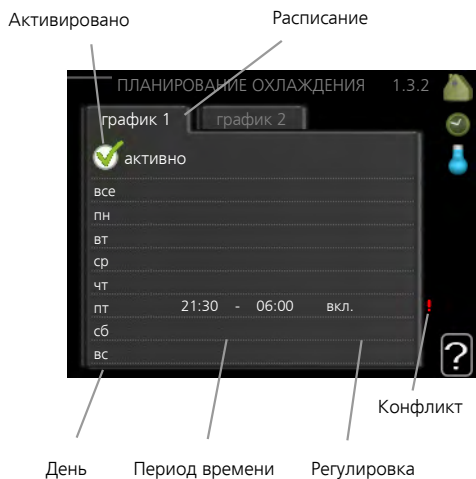 Активировано
Расписание
ПЛАНИРОВАНИЕ ОХЛАЖДЕНИЯ 1.3.2
график 1 график 2
активно
все
пн
вт
ср
чт
пт 21:30 - 06:00 вкл. !
сб
вс
?
Конфликт
День Период времени Регулировка